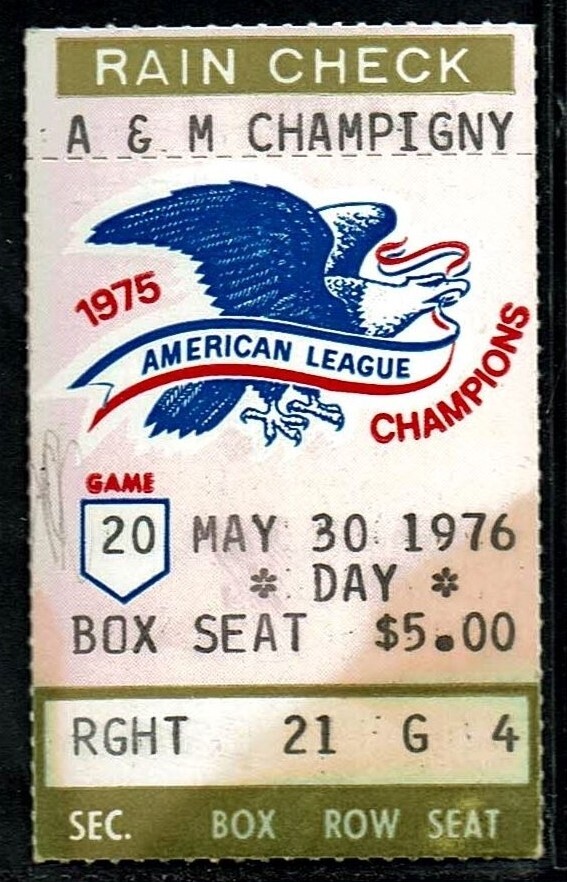 RAIN CHECK
A & M CHAMPIGNY
1975
AMERICAN LEAGUE
CHAMPIONS
GAME
20 MAY 30 1976
* DAY *
BOX SEAT $5.00
RGHT 21 G 4
SEC. BOX ROW SEAT